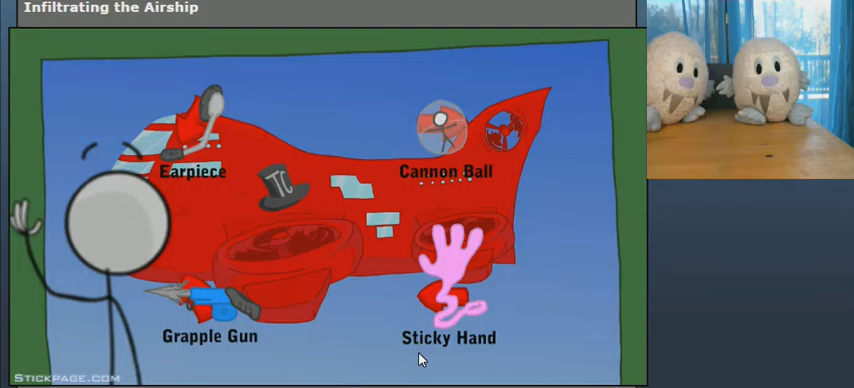 Infiltrating the Airship
Earpiece
Cannon Ball
TC
Grapple Gun
Sticky Hand
STICKPAGE.COM